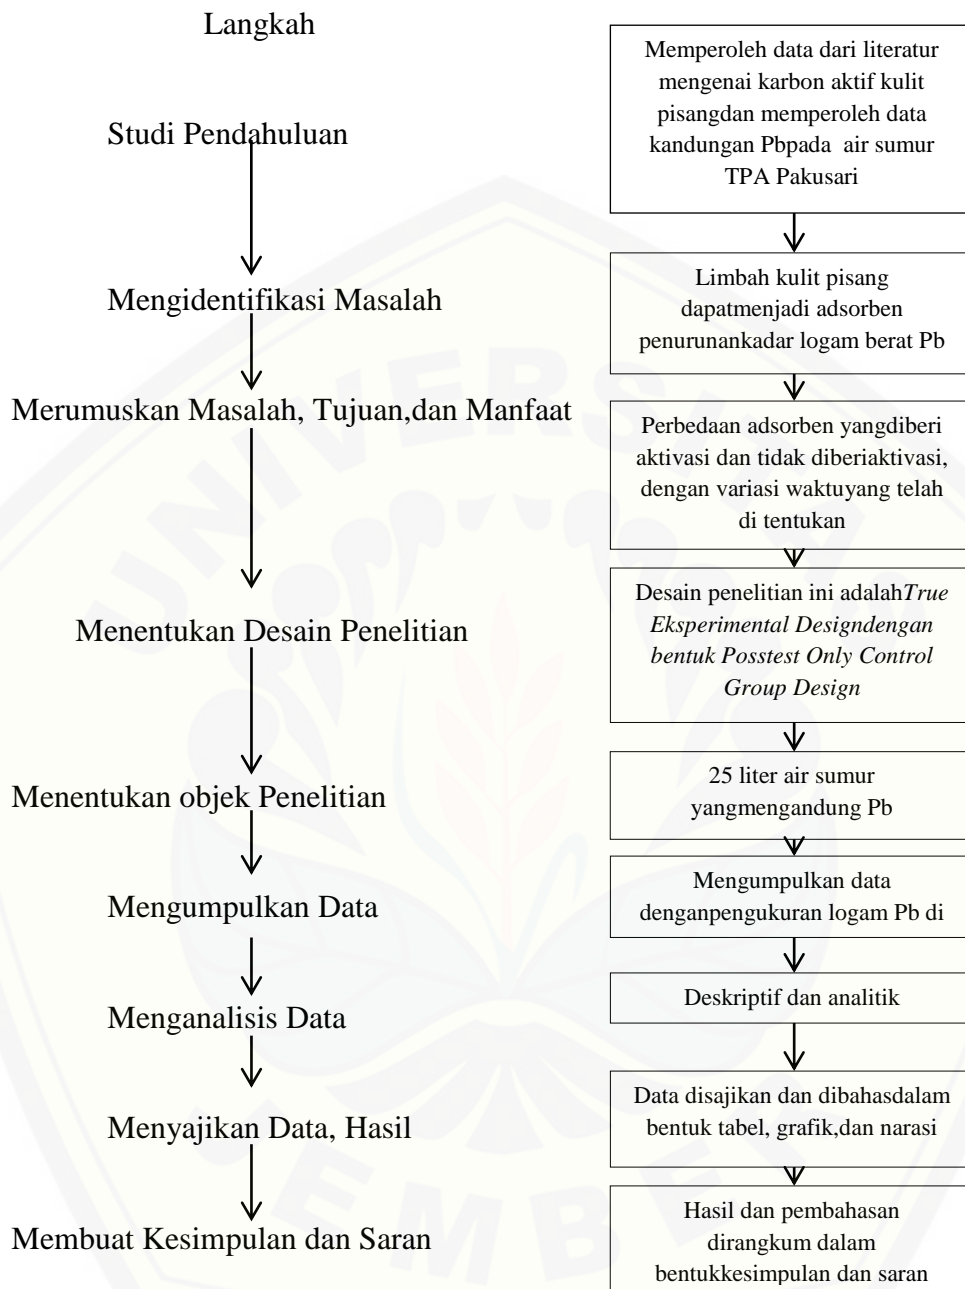 Langkah
Studi Pendahuluan
Mengidentifikasi Masalah
Merumuskan Masalah, Tujuan,dan Manfaat
Menentukan Desain Penelitian
Menentukan objek Penelitian
Mengumpulkan Data
Menganalisis Data
Menyajikan Data, Hasil
Membuat Kesimpulan dan Saran
Memperoleh data dari literatur
mengenai karbon aktif kulit
pisangdan memperoleh data
kandungan Pbpada air sumur
TPA Pakusari
Limbah kulit pisang
dapatmenjadi adsorben
penurunankadar logam berat Pb
Perbedaan adsorben yangdiberi
aktivasi dan tidak diberiaktivasi,
dengan variasi waktuyang telah
di tentukan
Desain penelitian ini adalahTrue
Eksperimental Designdengan
bentuk Posstest Only Control
Group Design
25 liter air sumur
yangmengandung Pb
Mengumpulkan data
denganpengukuran logam Pb di
Deskriptif dan analitik
Data disajikan dan dibahasdalam
bentuk tabel, grafik,dan narasi
Hasil dan pembahasan
dirangkum dalam
bentukkesimpulan dan saran
UNIVERSITAS
JEMBER